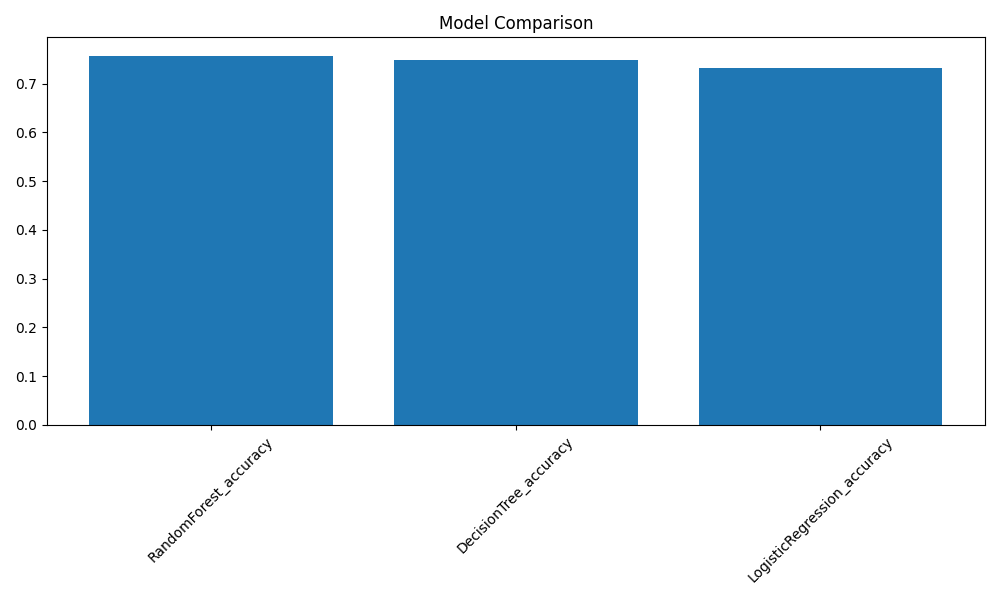 Model Comparison
0.7
0.6
0.5
0.4
0.3
0.2
0.1
0.0
RandomForest_accuracy
DecisionTree_accuracy
LogisticRegression_accuracy